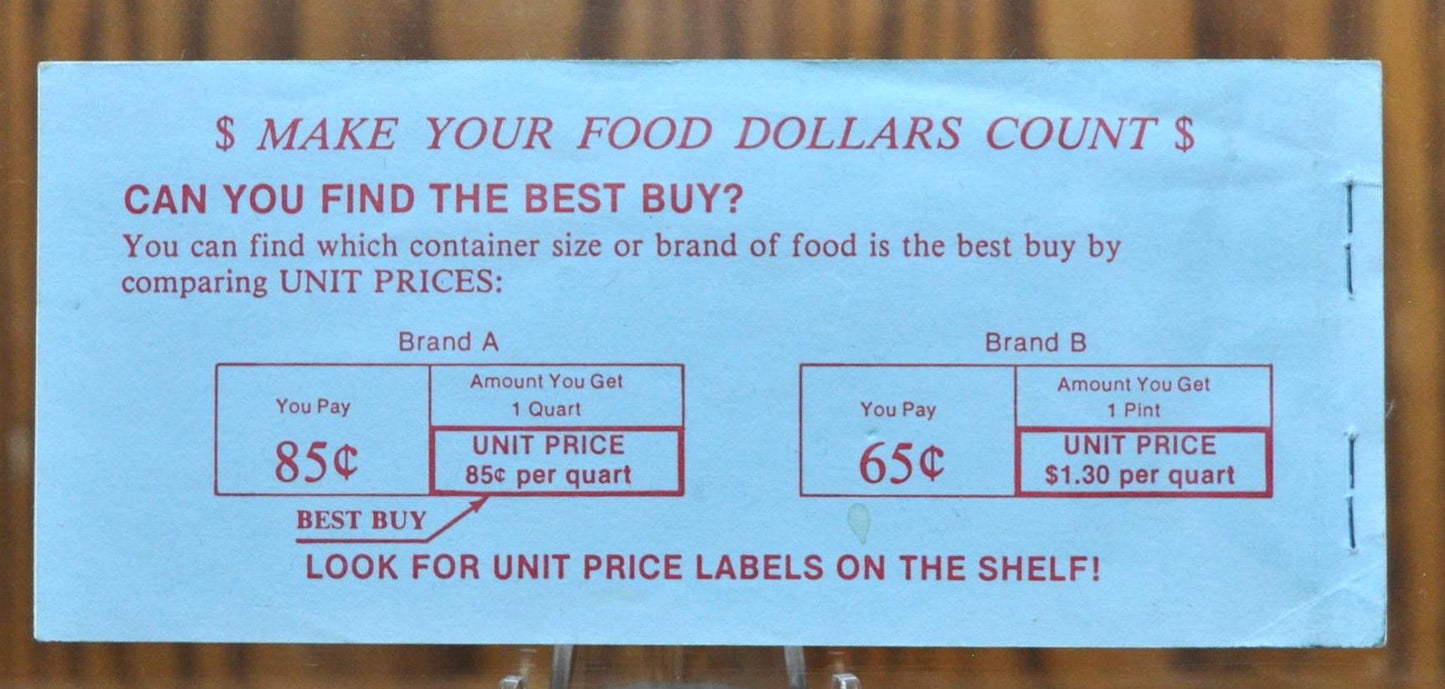 $ MAKE YOUR FOOD DOLLARS COUNT $
CAN YOU FIND THE BEST BUY?
You can find which container size or brand of food is the best buy by
comparing UNIT PRICES:
Brand A
You Pay
85¢
Amount You Get
1 Quart
UNIT PRICE
85¢ per quart
BEST BUY
Brand B
You Pay
65¢
Amount You Get
1 Pint
UNIT PRICE
$1.30 per quart
LOOK FOR UNIT PRICE LABELS ON THE SHELF!